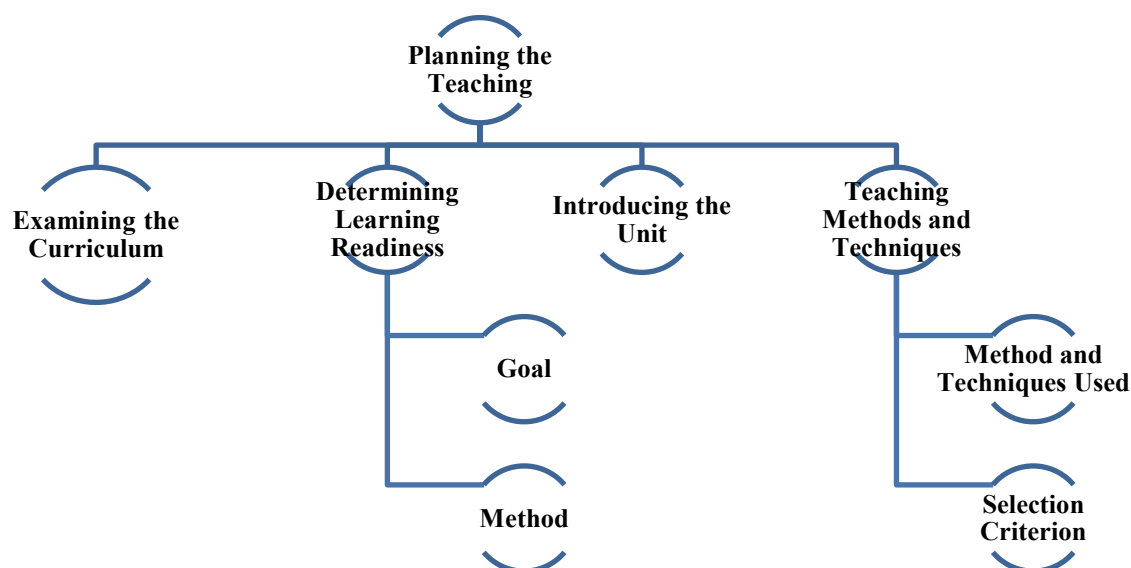 Planning the
Teaching
Examining the
Curriculum
Determining
Learning
Readiness
Introducing the
Unit
Teaching
Methods and
Techniques
Goal
Method
Method and
Techniques Used
Selection
Criterion